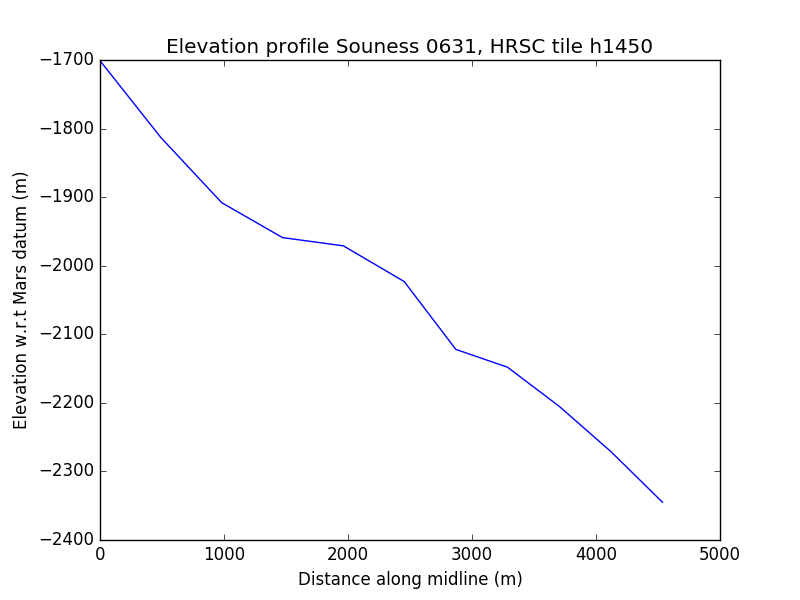 Elevation profile Souness 0631, HRSC tile h1450
−1700
−1800
−1900
−2000
−2100
−2200
−2300
−2400
Elevation w.r.t Mars datum (m)
0 1000 2000 3000 4000 5000
Distance along midline (m)